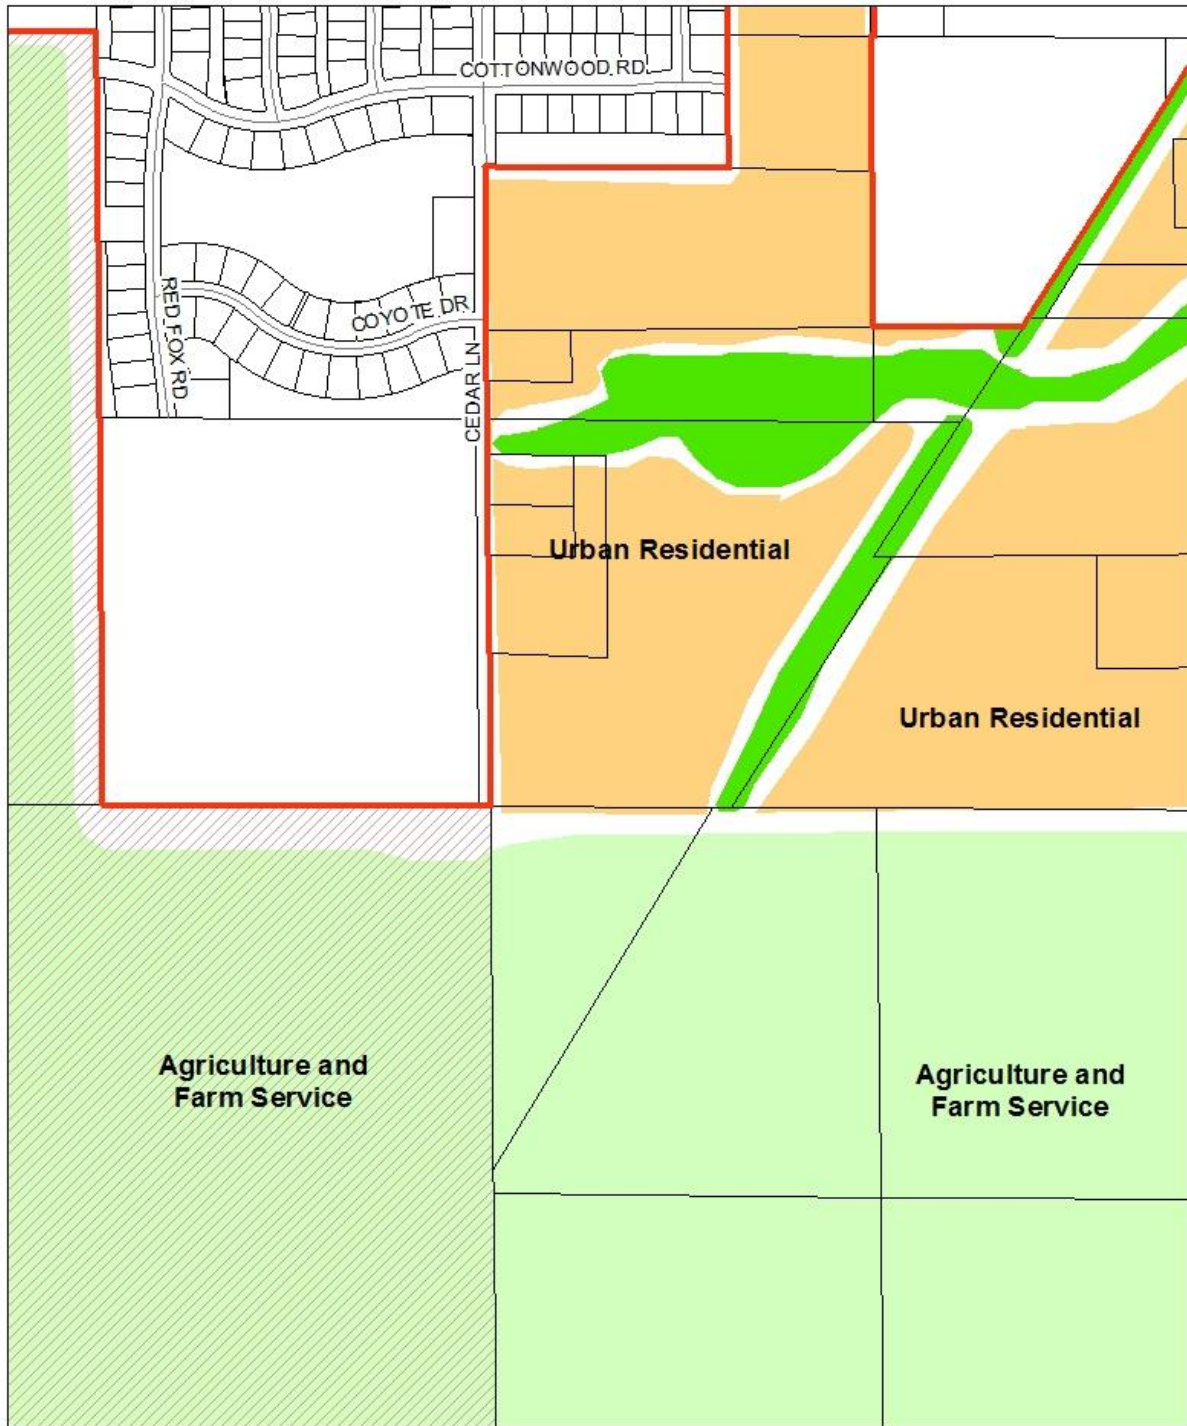 COTTONWOOD RD
RED FOX RD
COYOTE DR
CEDAR LN
Urban Residential
Urban Residential
Agriculture and
Farm Service
Agriculture and
Farm Service